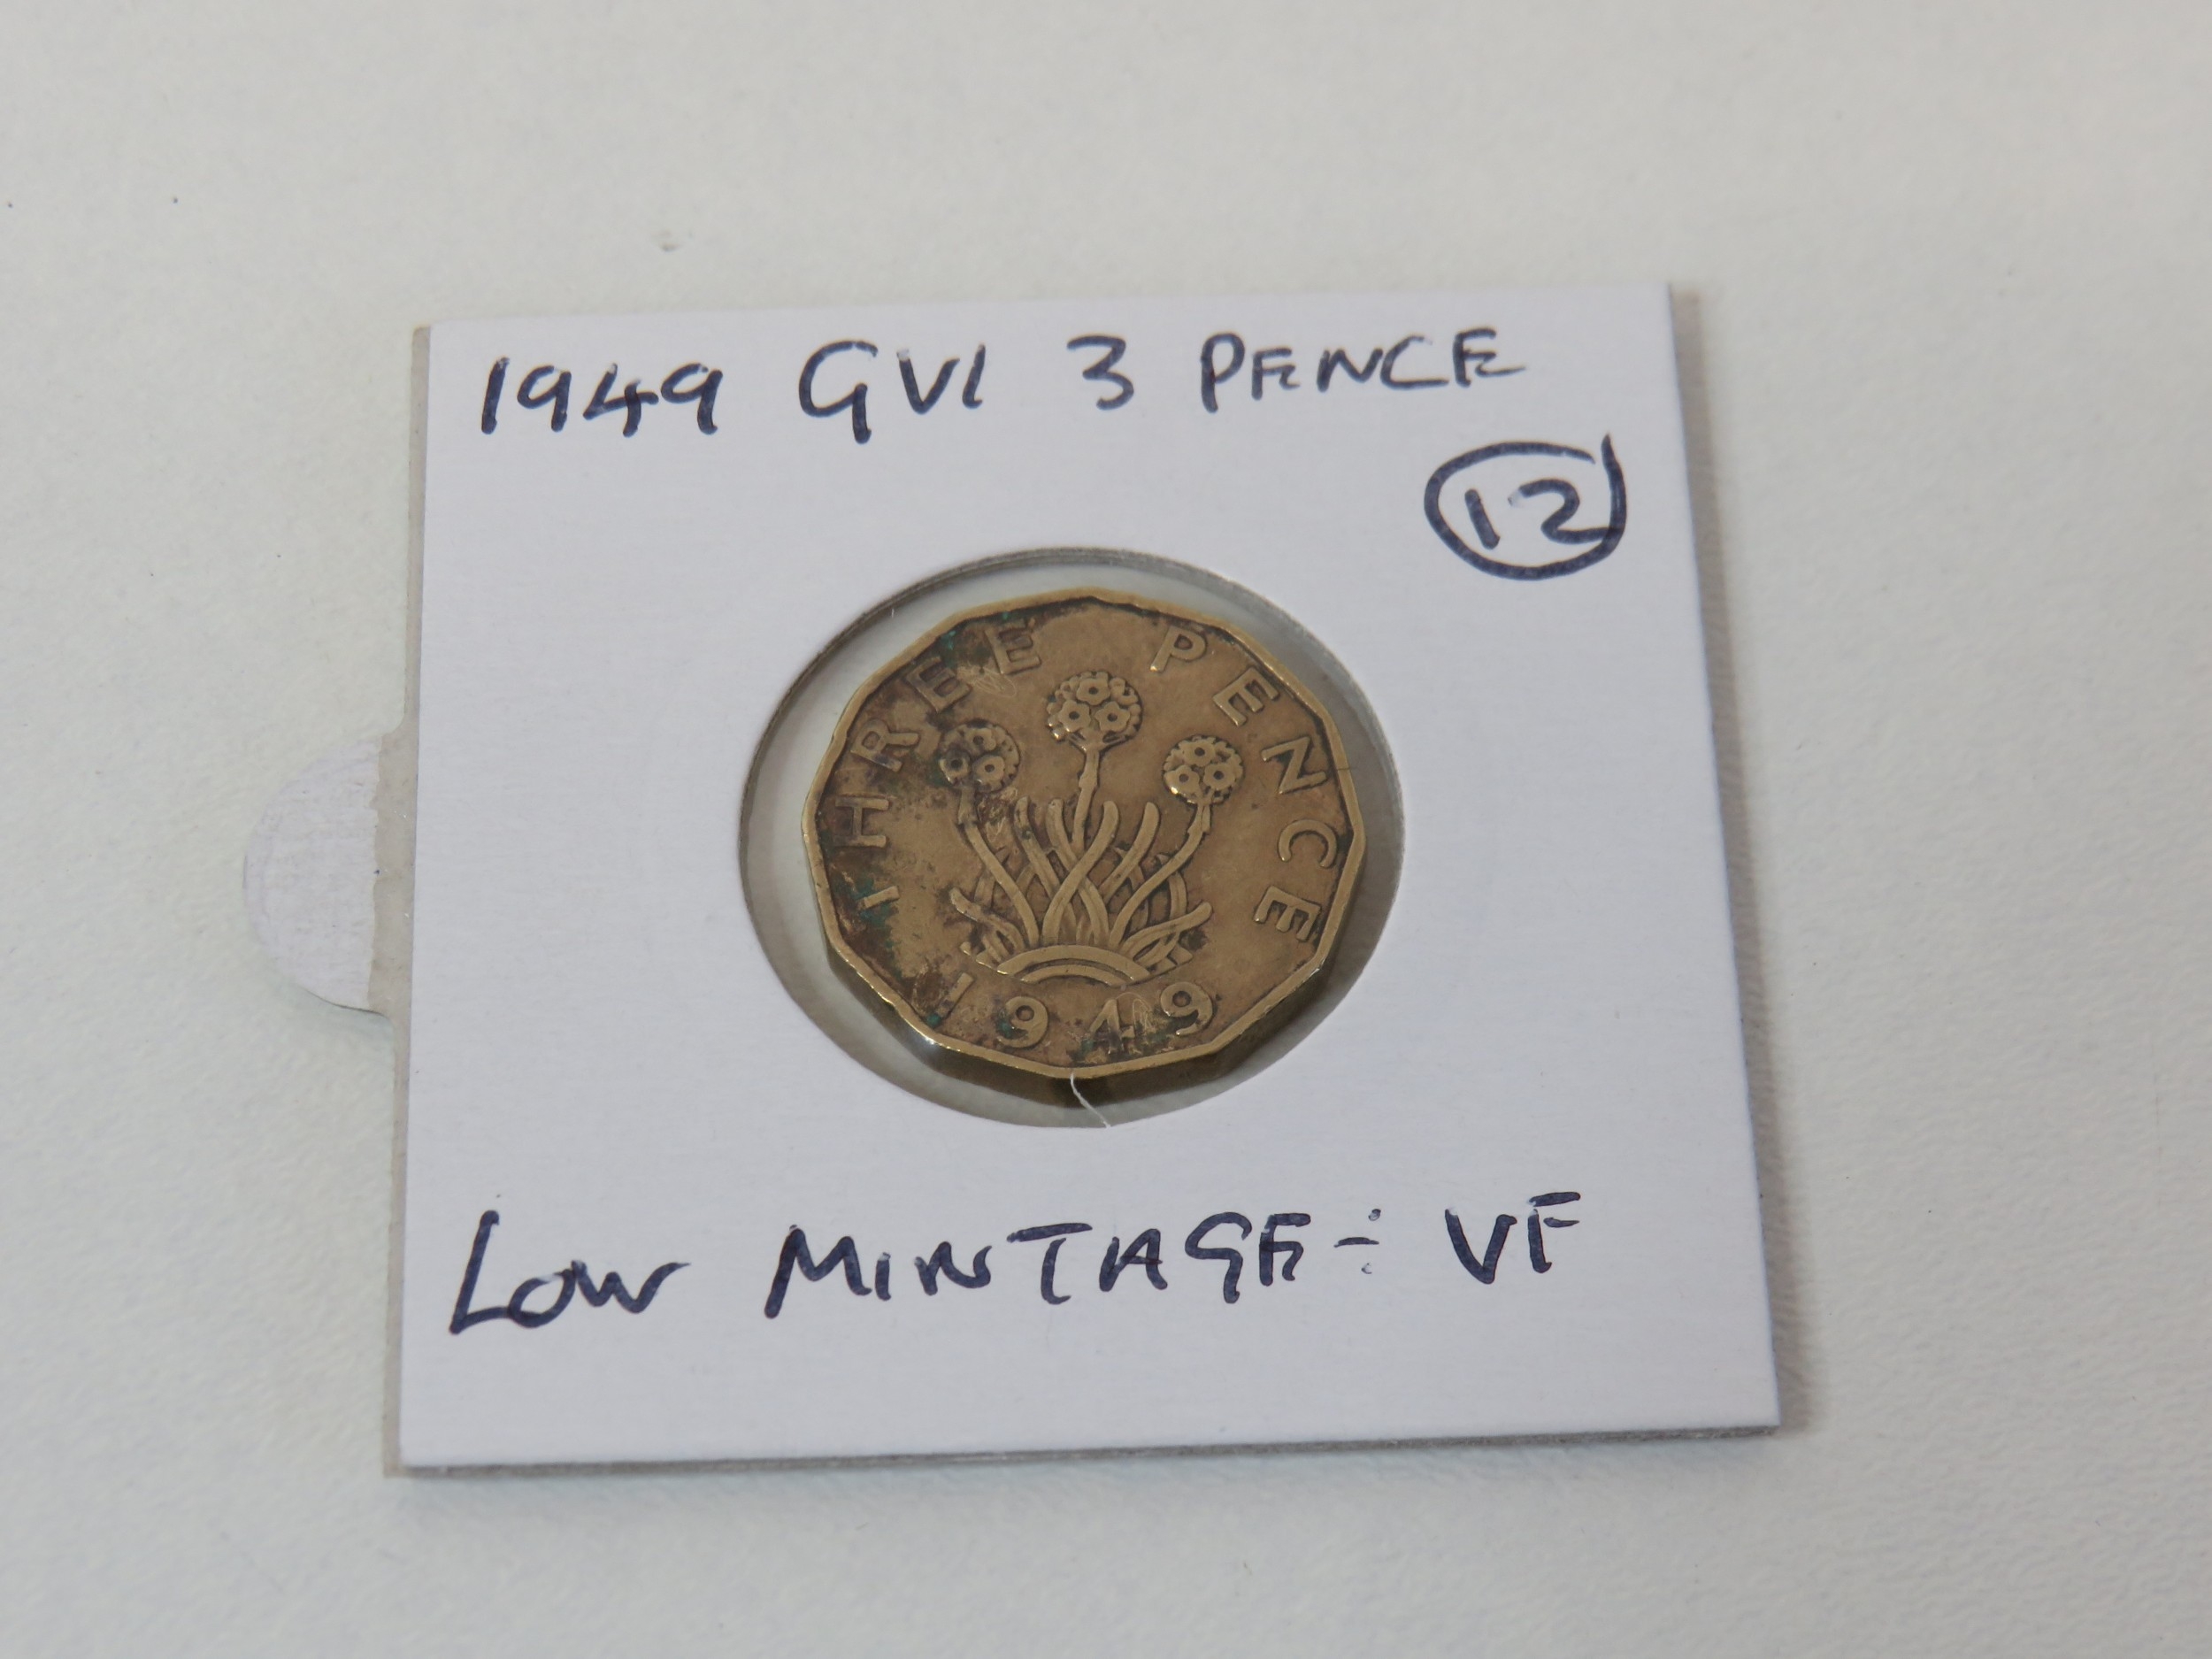 1949 GVI 3 PENCE
12
THREE PENCE
1949
LOW MINTAGE - : VF